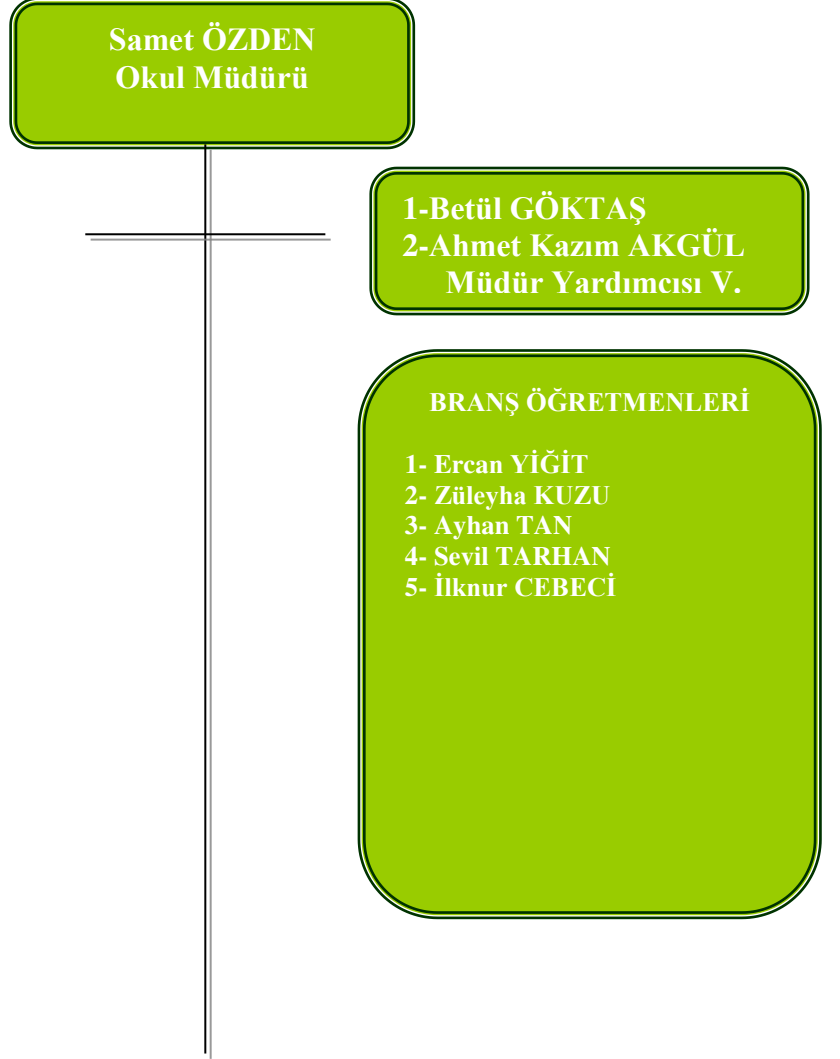 Samet ÖZDEN
Okul Müdürü
1-Betül GÖKTAŞ
2-Ahmet Kazım AKGÜL
Müdür Yardımcısı V.
BRANŞ ÖĞRETMENLERİ
1- Ercan YİĞİT
2- Züleyha KUZU
3- Ayhan TAN
4- Sevil TARHAN
5- İlknur CEBECİ